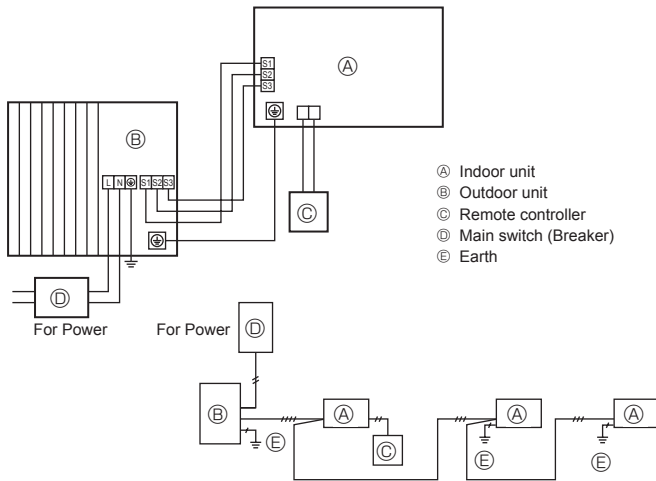 S1
S2
S3
Ⓐ
Ⓑ
L N S1 S2 S3
Ⓒ
Ⓐ Indoor unit
Ⓑ Outdoor unit
Ⓒ Remote controller
Ⓓ Main switch (Breaker)
Ⓔ Earth
Ⓓ
For Power
For Power Ⓓ
Ⓑ Ⓐ Ⓐ Ⓐ
Ⓔ Ⓒ Ⓔ Ⓔ